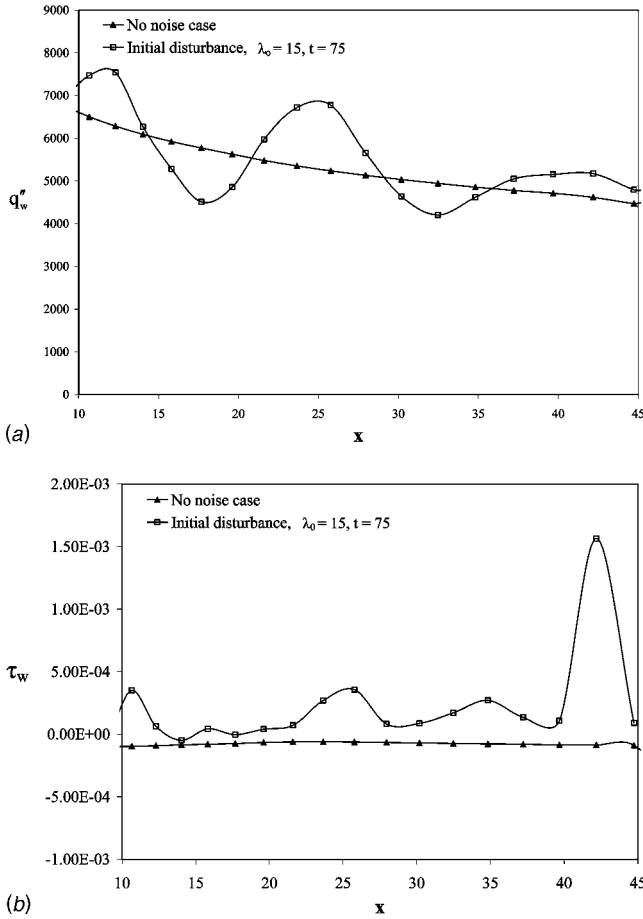 No noise case
Initial disturbance, λ₀ = 15, t = 75
9000
8000
7000
6000
5000
4000
3000
2000
1000
0
q″w
10
15
20
25
30
35
40
45
x
(a)
No noise case
Initial disturbance, λ₀ = 15, t = 75
2.00E-03
1.50E-03
1.00E-03
5.00E-04
0.00E+00
-5.00E-04
-1.00E-03
τw
10
15
20
25
30
35
40
45
x
(b)